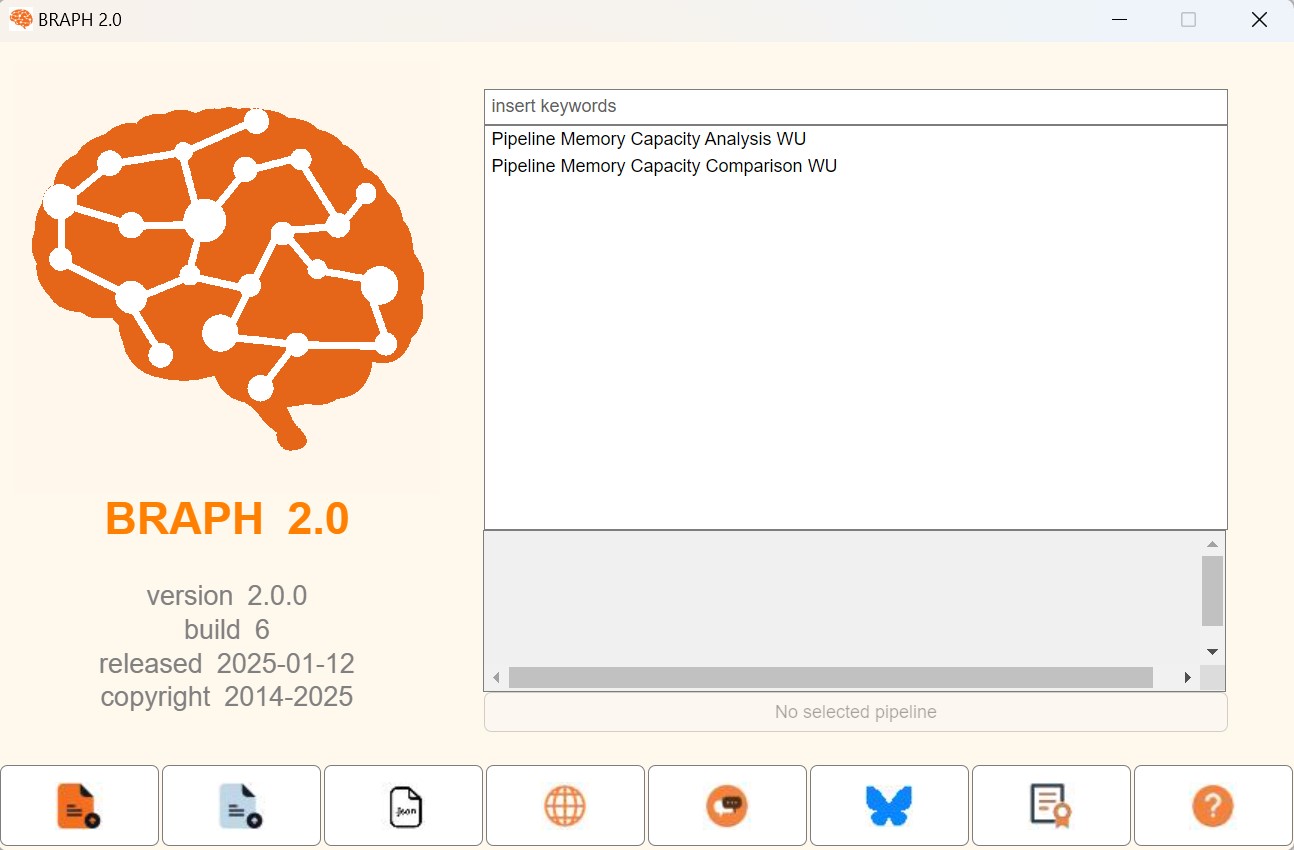 BRAPH 2.0
insert keywords
Pipeline Memory Capacity Analysis WU
Pipeline Memory Capacity Comparison WU
BRAPH 2.0
version 2.0.0
build 6
released 2025-01-12
copyright 2014-2025
No selected pipeline
json
?